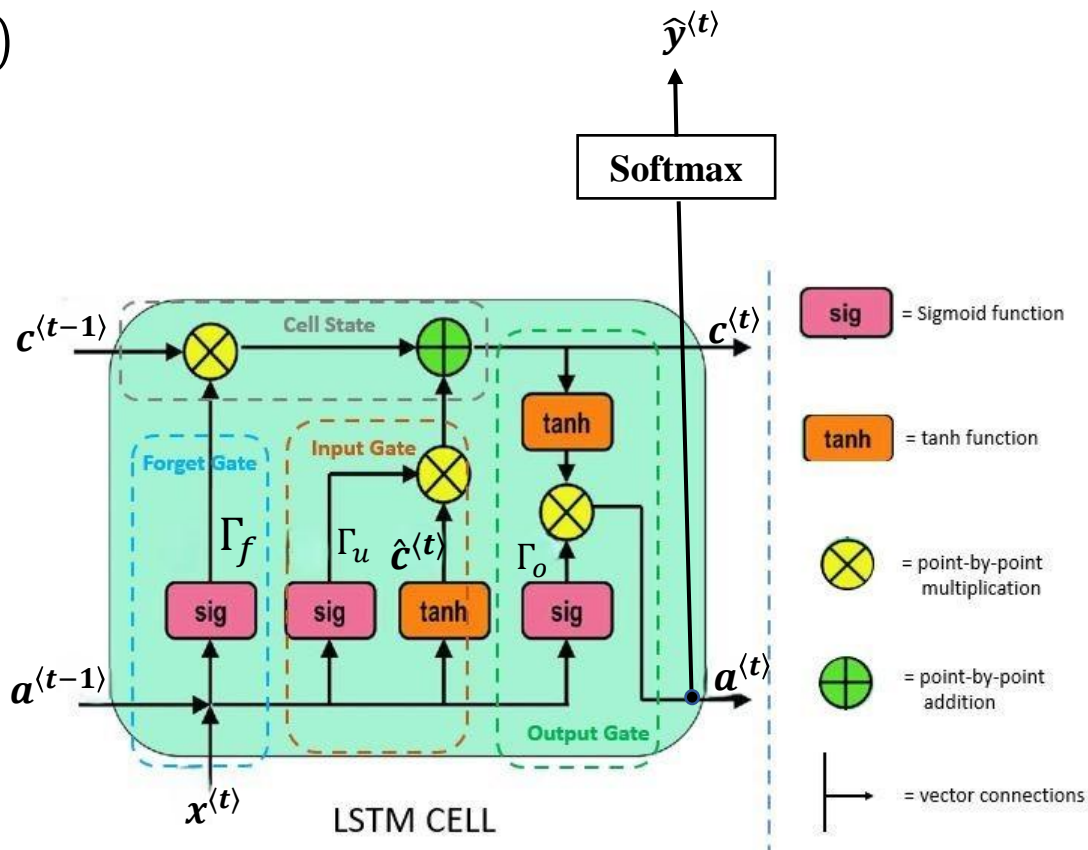 )
ŷ⟨t⟩
Softmax
c⟨t−1⟩
Cell State
c⟨t⟩
sig = Sigmoid function
tanh
tanh = tanh function
Input Gate
Forget Gate
Γf
Γu
ĉ⟨t⟩
Γo
= point-by-point
multiplication
sig
sig
tanh
sig
a⟨t−1⟩
a⟨t⟩
= point-by-point
addition
Output Gate
x⟨t⟩
= vector connections
LSTM CELL